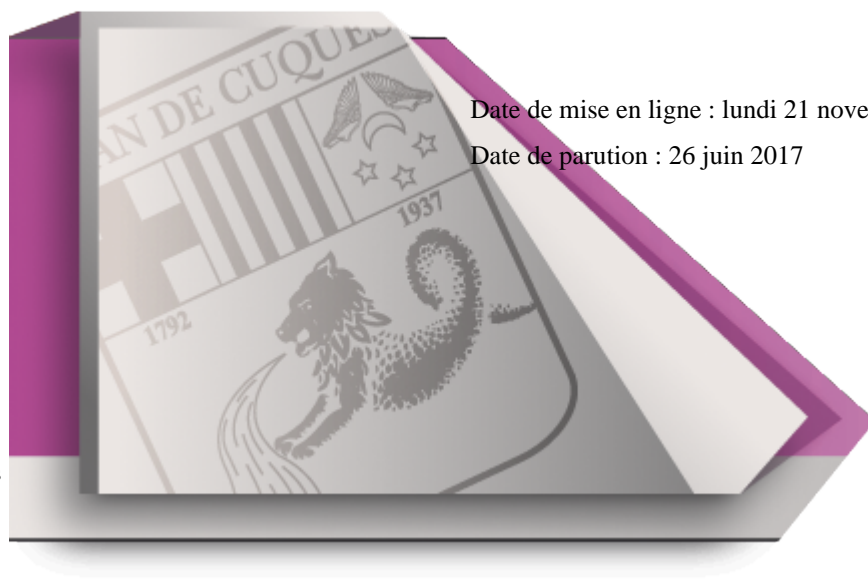 AN DE CUQUES
Date de mise en ligne : lundi 21 nove
Date de parution : 26 juin 2017
1937
1792